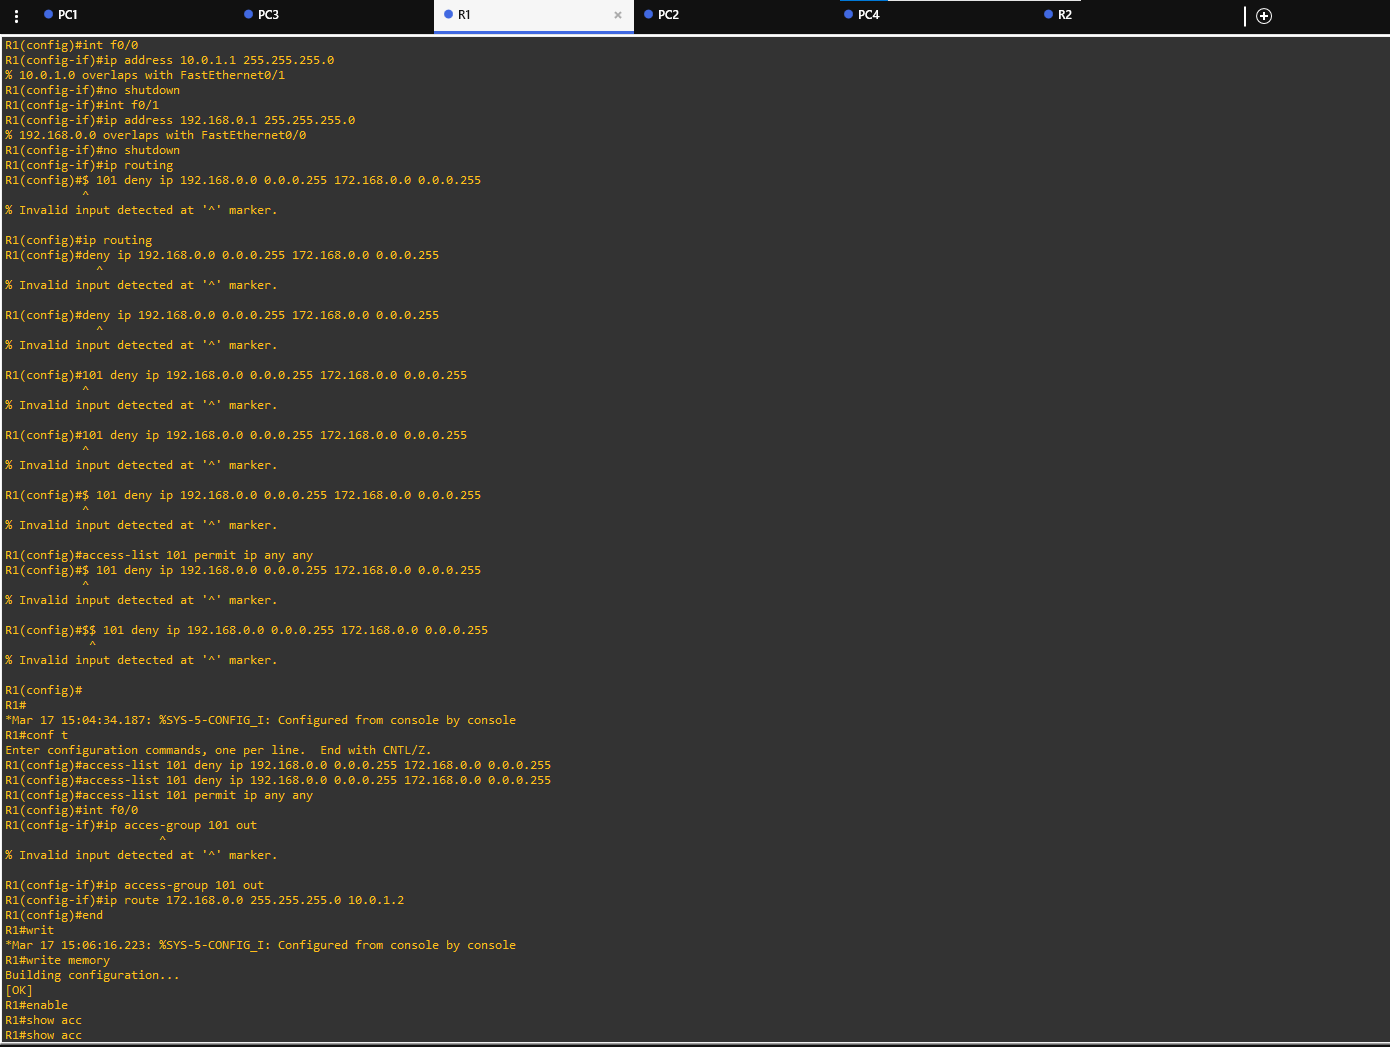 PC1 PC3 R1 × PC2 PC4 R2
R1(config)#int f0/0
R1(config-if)#ip address 10.0.1.1 255.255.255.0
% 10.0.1.0 overlaps with FastEthernet0/1
R1(config-if)#no shutdown
R1(config-if)#int f0/1
R1(config-if)#ip address 192.168.0.1 255.255.255.0
% 192.168.0.0 overlaps with FastEthernet0/0
R1(config-if)#no shutdown
R1(config-if)#ip routing
R1(config)#$ 101 deny ip 192.168.0.0 0.0.0.255 172.168.0.0 0.0.0.255
^
% Invalid input detected at '^' marker.
R1(config)#ip routing
R1(config)#deny ip 192.168.0.0 0.0.0.255 172.168.0.0 0.0.0.255
^
% Invalid input detected at '^' marker.
R1(config)#deny ip 192.168.0.0 0.0.0.255 172.168.0.0 0.0.0.255
^
% Invalid input detected at '^' marker.
R1(config)#101 deny ip 192.168.0.0 0.0.0.255 172.168.0.0 0.0.0.255
^
% Invalid input detected at '^' marker.
R1(config)#101 deny ip 192.168.0.0 0.0.0.255 172.168.0.0 0.0.0.255
^
% Invalid input detected at '^' marker.
R1(config)#$ 101 deny ip 192.168.0.0 0.0.0.255 172.168.0.0 0.0.0.255
^
% Invalid input detected at '^' marker.
R1(config)#access-list 101 permit ip any any
R1(config)#$ 101 deny ip 192.168.0.0 0.0.0.255 172.168.0.0 0.0.0.255
^
% Invalid input detected at '^' marker.
R1(config)#$$ 101 deny ip 192.168.0.0 0.0.0.255 172.168.0.0 0.0.0.255
^
% Invalid input detected at '^' marker.
R1(config)#
R1#
*Mar 17 15:04:34.187: %SYS-5-CONFIG_I: Configured from console by console
R1#conf t
Enter configuration commands, one per line.  End with CNTL/Z.
R1(config)#access-list 101 deny ip 192.168.0.0 0.0.0.255 172.168.0.0 0.0.0.255
R1(config)#access-list 101 deny ip 192.168.0.0 0.0.0.255 172.168.0.0 0.0.0.255
R1(config)#access-list 101 permit ip any any
R1(config)#int f0/0
R1(config-if)#ip acces-group 101 out
^
% Invalid input detected at '^' marker.
R1(config-if)#ip access-group 101 out
R1(config-if)#ip route 172.168.0.0 255.255.255.0 10.0.1.2
R1(config)#end
R1#writ
*Mar 17 15:06:16.223: %SYS-5-CONFIG_I: Configured from console by console
R1#write memory
Building configuration...
[OK]
R1#enable
R1#show acc
R1#show acc